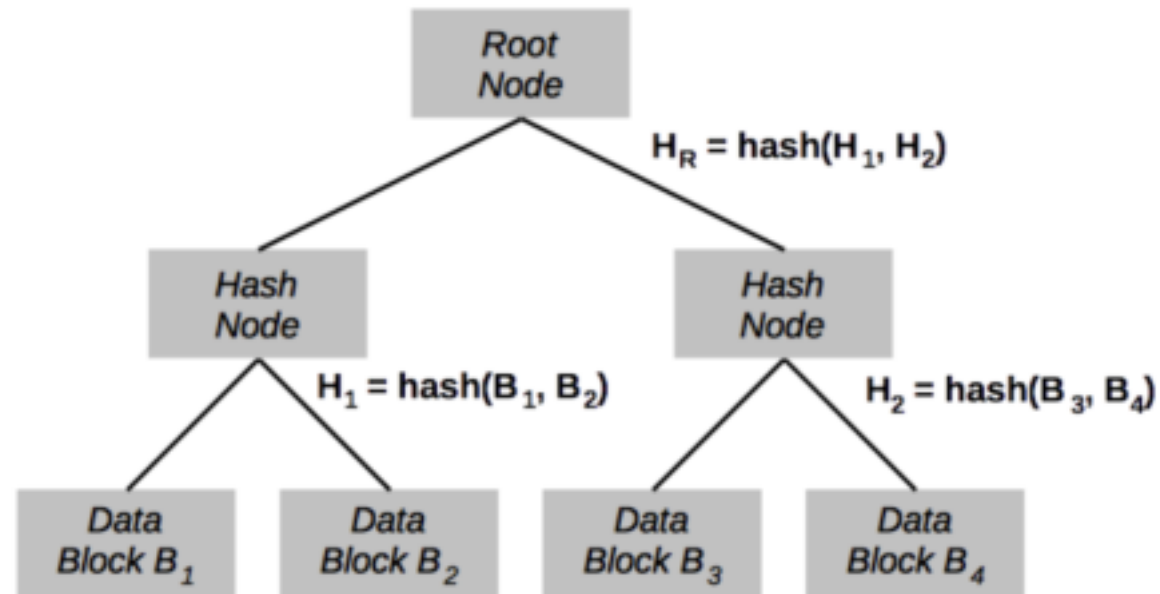 Root
Node
H_R = hash(H_1, H_2)
Hash
Node
Hash
Node
H_1 = hash(B_1, B_2)
H_2 = hash(B_3, B_4)
Data
Block B_1
Data
Block B_2
Data
Block B_3
Data
Block B_4